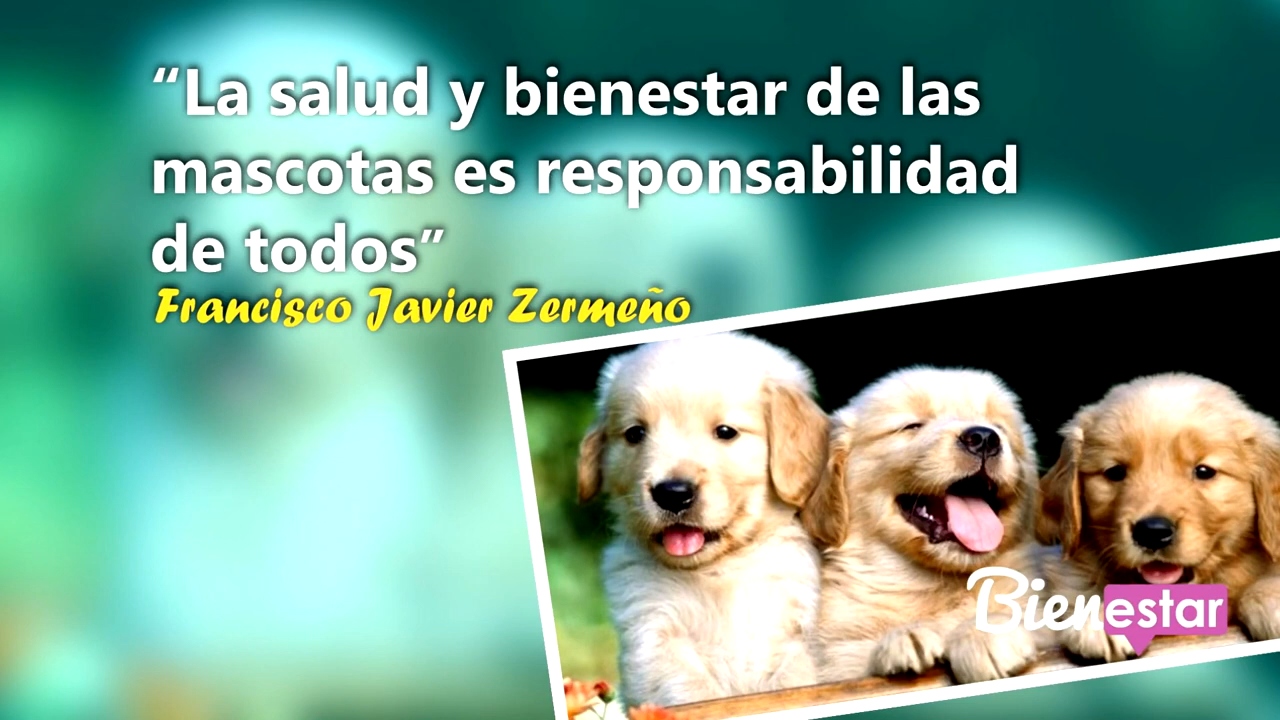 “La salud y bienestar de las
mascotas es responsabilidad
de todos”
Francisco Javier Zermeño
Bienestar